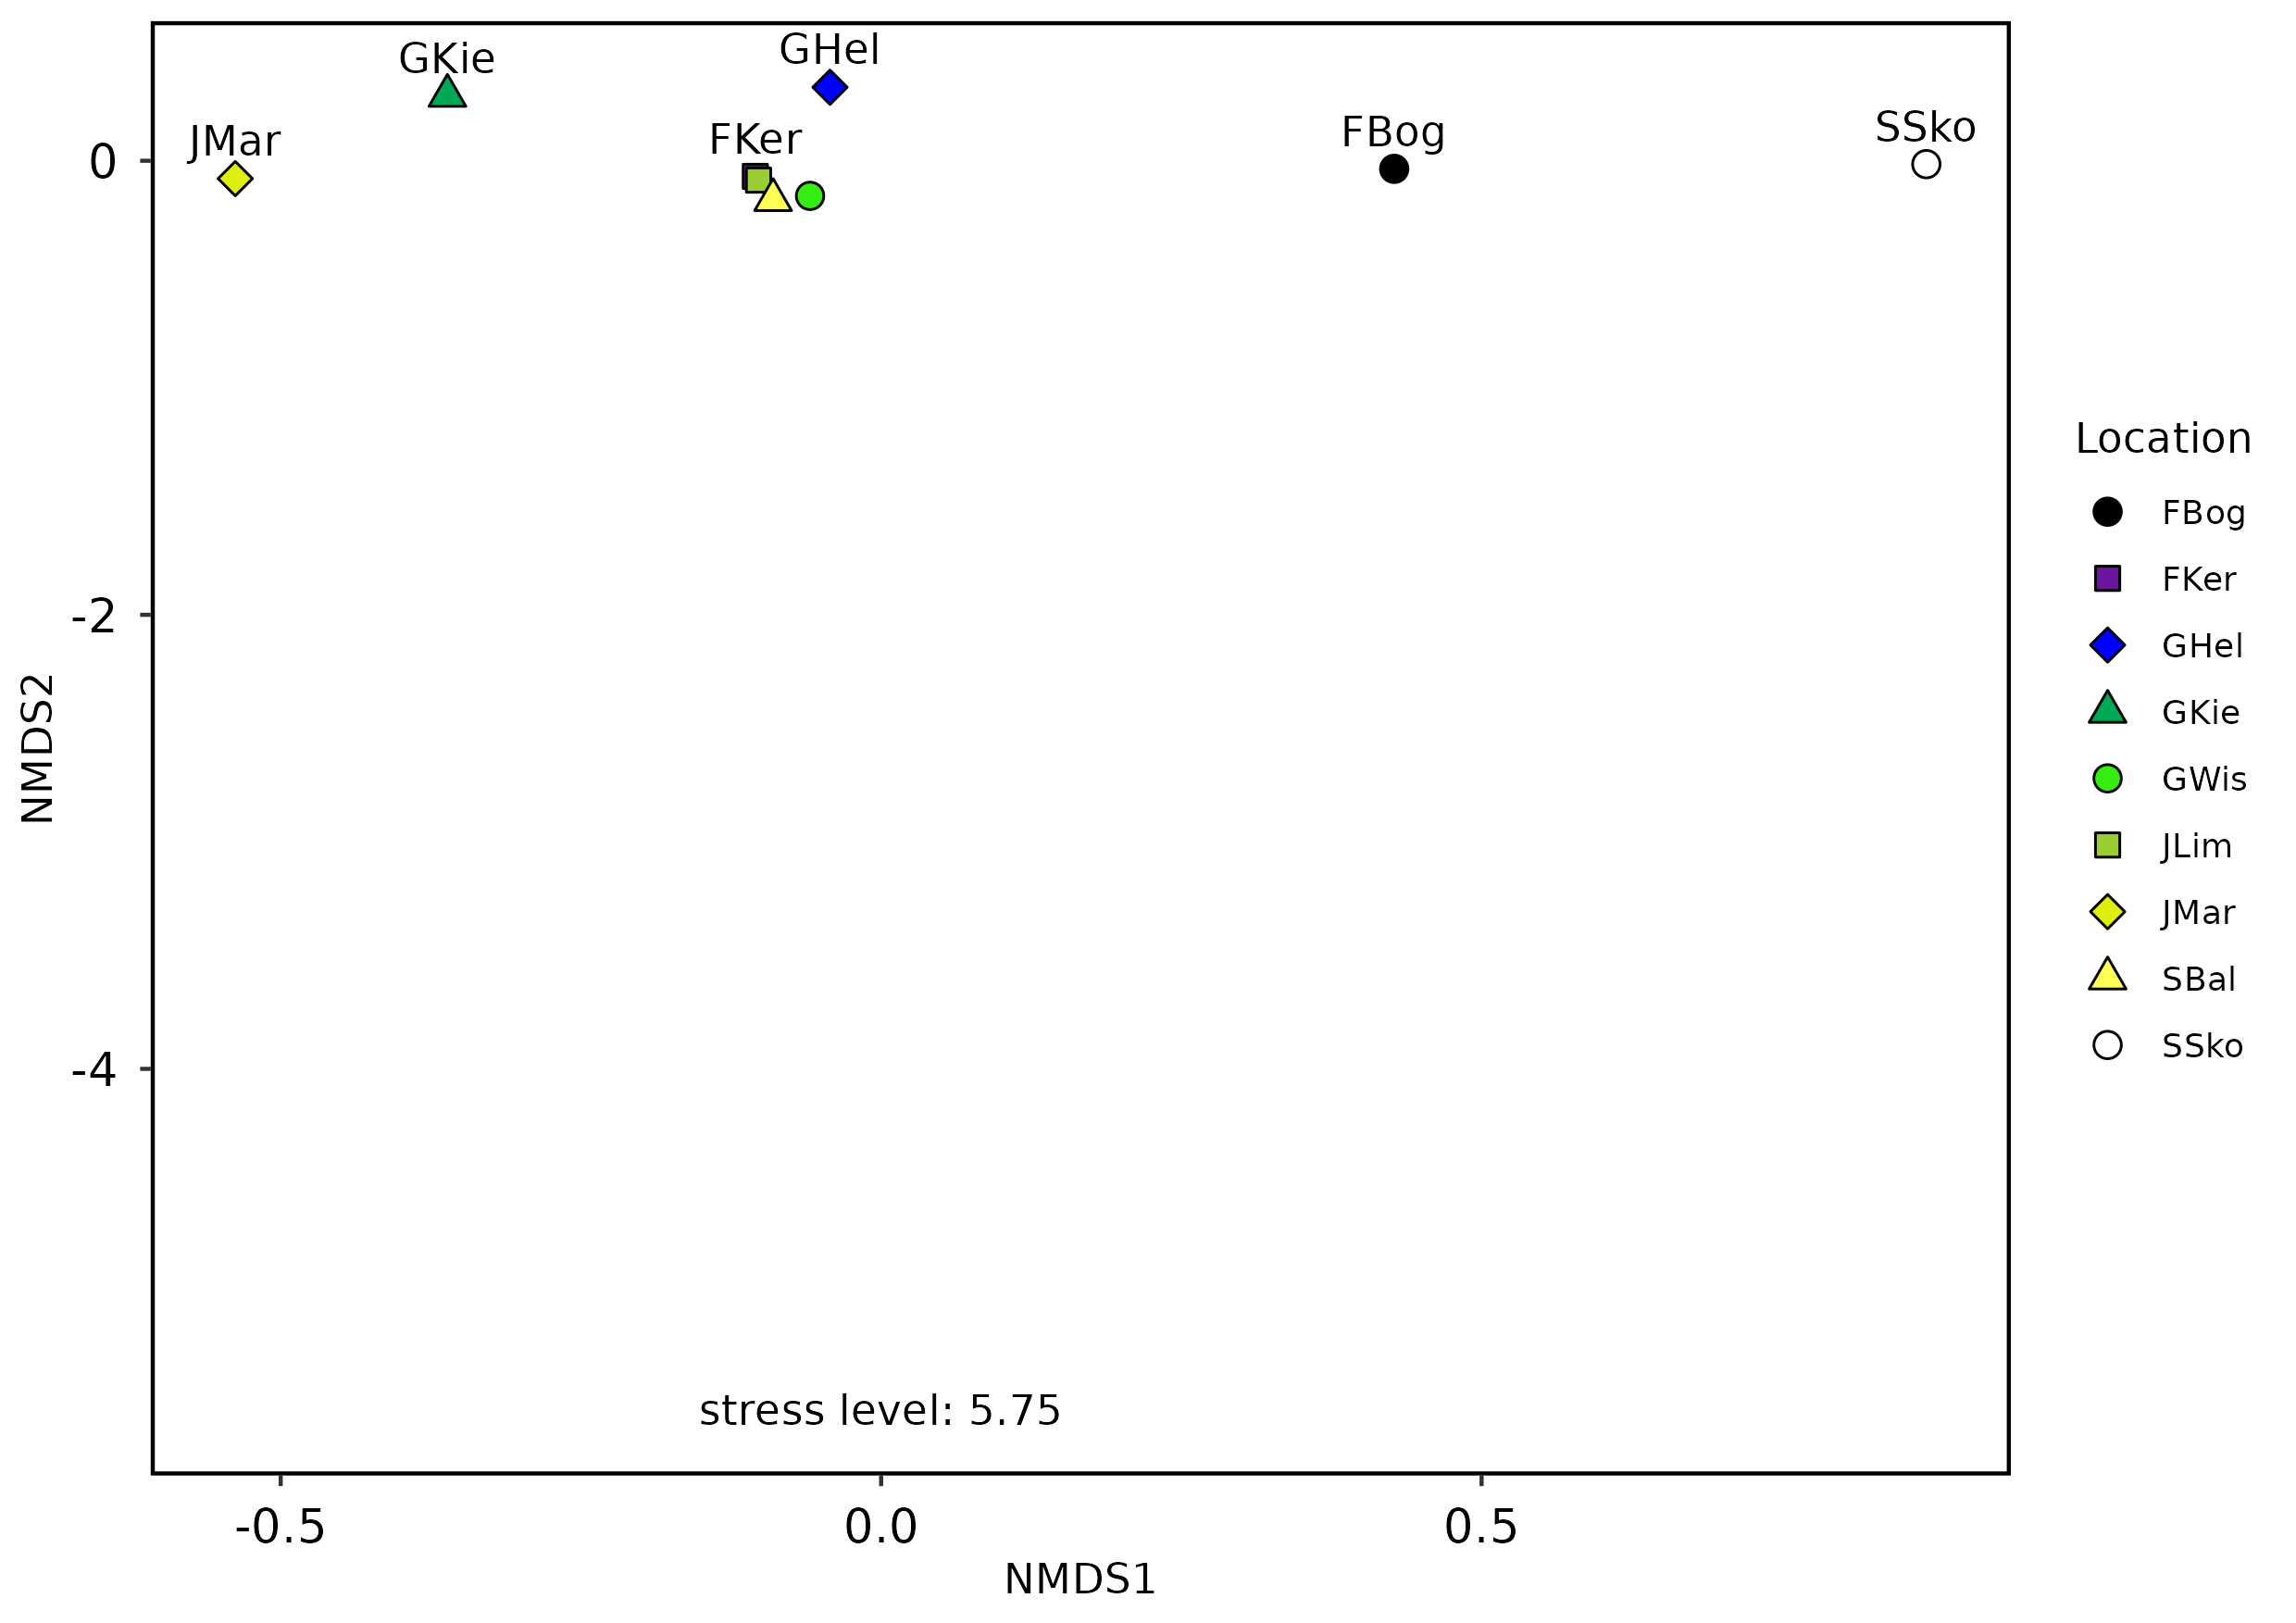 GKie
GHel
JMar
FKer
FBog
SSko
0
-2
-4
NMDS2
stress level: 5.75
-0.5
0.0
0.5
NMDS1
Location
FBog
FKer
GHel
GKie
GWis
JLim
JMar
SBal
SSko